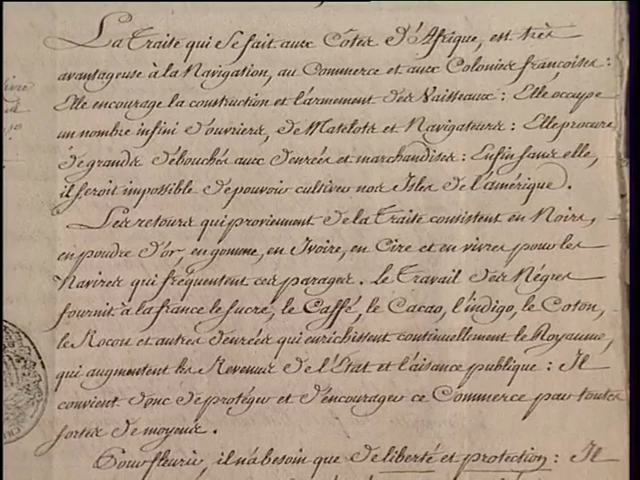 La Traite qui se fait aux Côtes d'Afrique, est très
avantageuse à la Navigation, au Commerce et aux Colonies françoises :
Elle encourage la construction et l'armement des Vaisseaux : Elle occupe
un nombre infini d'ouvriers, de Matelots et Navigateurs : Elle procure
de grands débouchés aux denrées et marchandises : Enfin sans elle,
il seroit impossible de pouvoir cultiver nos Isles de l'amérique.
Les retours qui proviennent de la Traite consistent en Noirs,
en poudre d'or, en gomme, en Ivoire, en Cire et en vivres pour les
Navires qui fréquentent ces parages. le Travail des Négres
fournit à la france le sucre, le Caffé, le Cacao, l'indigo, le Coton,
le Rocou et autres denrées qui enrichissent continuellement le Royaume,
qui augmentent les Revenus de l'Etat et l'aisance publique : Il
convient donc de protéger et d'encourager ce Commerce par toutes
sortes de moyens.
Pour fleurir, il n'a besoin que de liberté et protection : Il